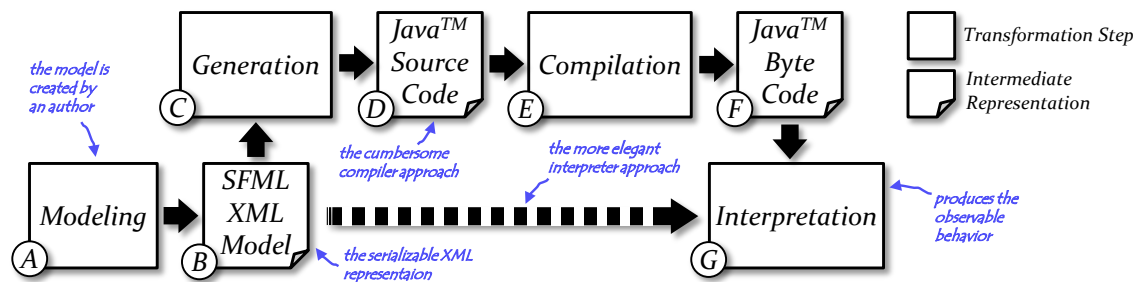 the model is
created by
an author
A
Modeling
B
SFML
XML
Model
the serializable XML
representaion
C
Generation
D
Java™
Source
Code
the cumbersome
compiler approach
E
Compilation
F
Java™
Byte
Code
the more elegant
interpreter approach
G
Interpretation
produces the
observable
behavior
Transformation Step
Intermediate
Representation